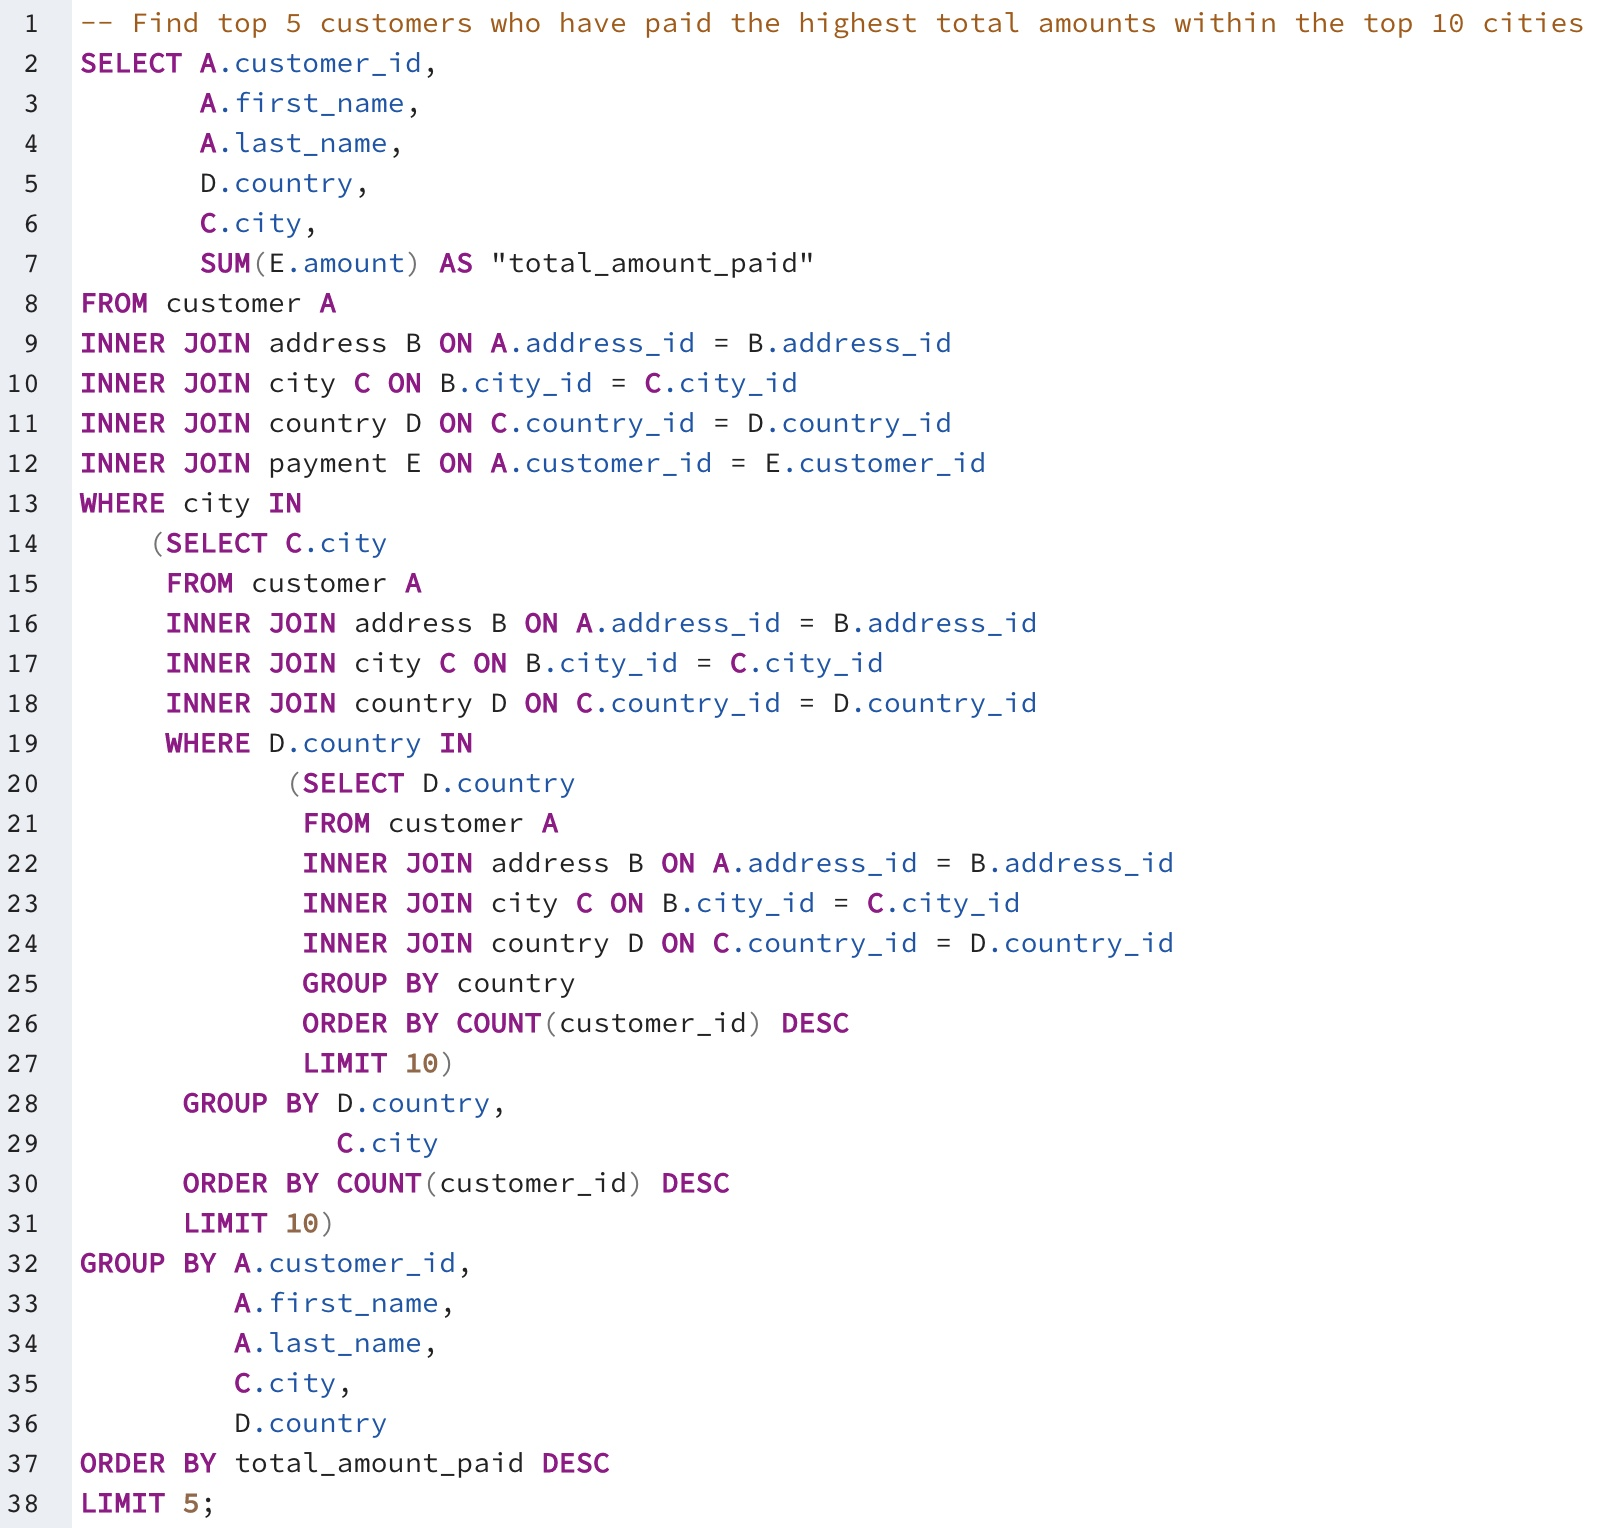 1 -- Find top 5 customers who have paid the highest total amounts within the top 10 cities
2 SELECT A.customer_id,
3        A.first_name,
4        A.last_name,
5        D.country,
6        C.city,
7        SUM(E.amount) AS "total_amount_paid"
8 FROM customer A
9 INNER JOIN address B ON A.address_id = B.address_id
10 INNER JOIN city C ON B.city_id = C.city_id
11 INNER JOIN country D ON C.country_id = D.country_id
12 INNER JOIN payment E ON A.customer_id = E.customer_id
13 WHERE city IN
14     (SELECT C.city
15      FROM customer A
16      INNER JOIN address B ON A.address_id = B.address_id
17      INNER JOIN city C ON B.city_id = C.city_id
18      INNER JOIN country D ON C.country_id = D.country_id
19      WHERE D.country IN
20             (SELECT D.country
21              FROM customer A
22              INNER JOIN address B ON A.address_id = B.address_id
23              INNER JOIN city C ON B.city_id = C.city_id
24              INNER JOIN country D ON C.country_id = D.country_id
25              GROUP BY country
26              ORDER BY COUNT(customer_id) DESC
27              LIMIT 10)
28       GROUP BY D.country,
29                C.city
30       ORDER BY COUNT(customer_id) DESC
31       LIMIT 10)
32 GROUP BY A.customer_id,
33          A.first_name,
34          A.last_name,
35          C.city,
36          D.country
37 ORDER BY total_amount_paid DESC
38 LIMIT 5;